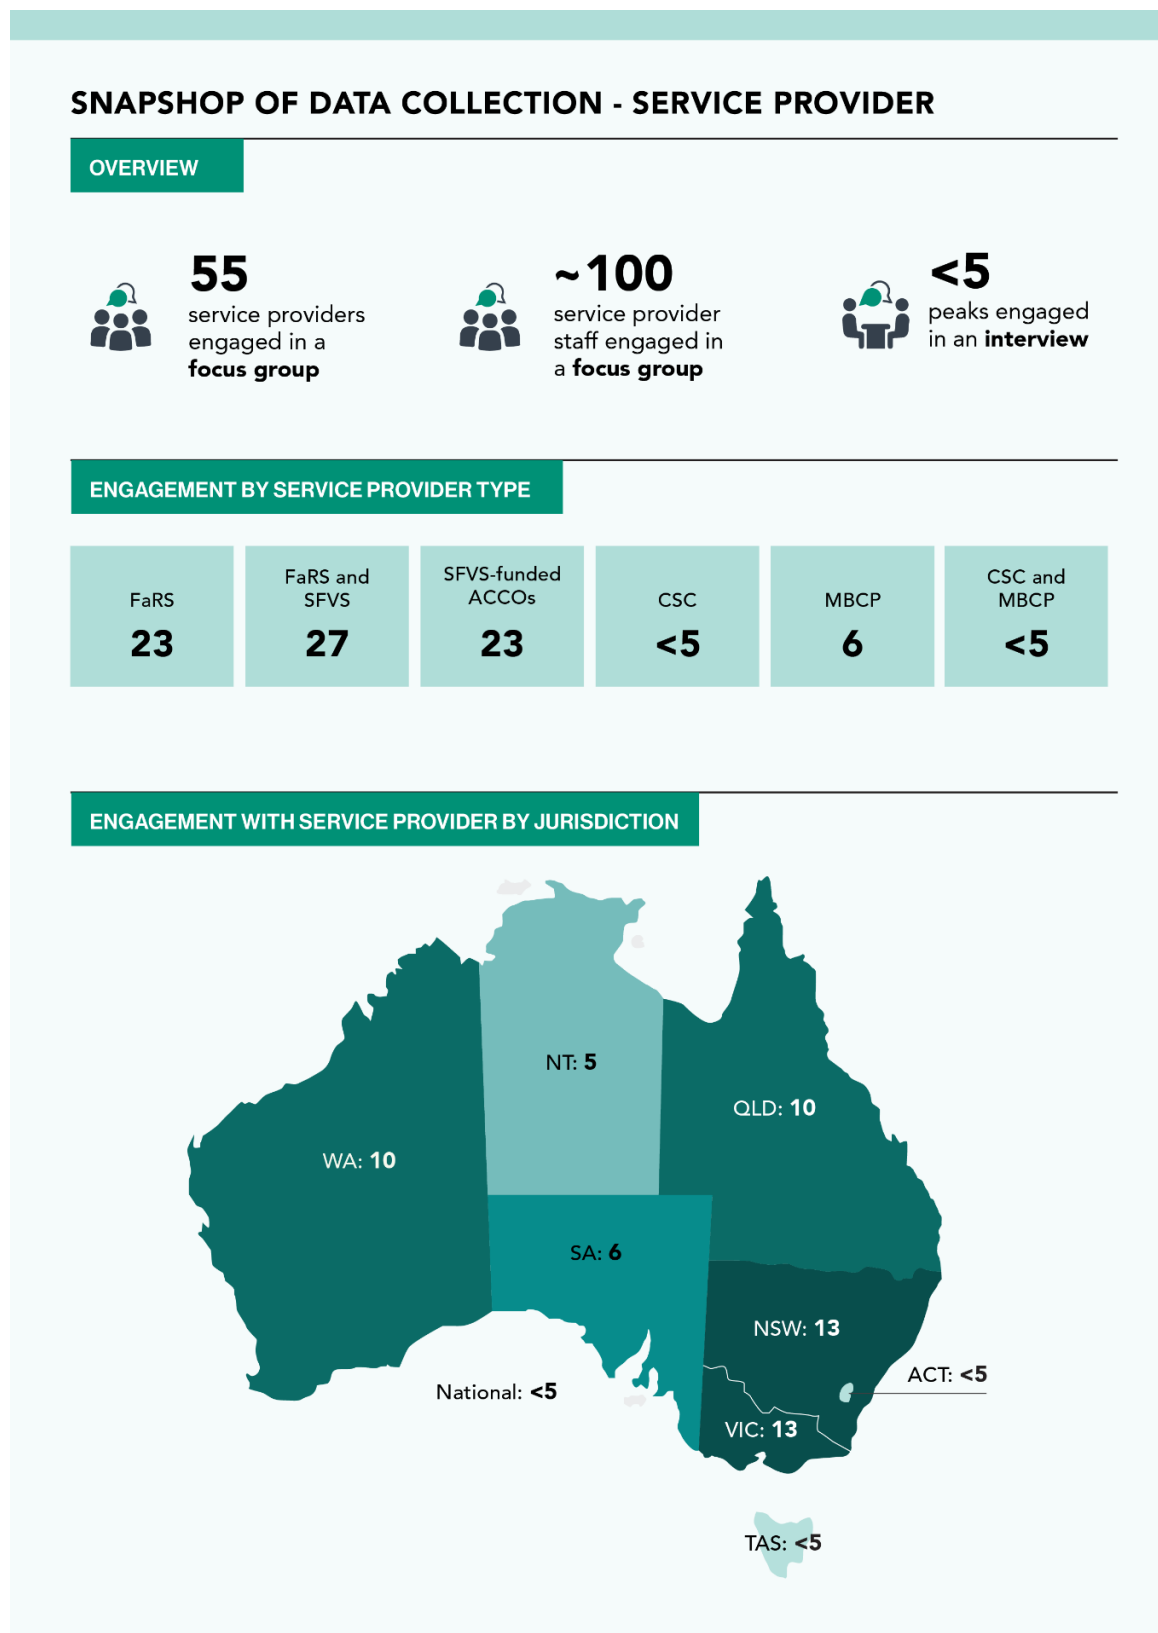 SNAPSHOP OF DATA COLLECTION - SERVICE PROVIDER
OVERVIEW
55
service providers
engaged in a
focus group
~100
service provider
staff engaged in
a focus group
<5
peaks engaged
in an interview
ENGAGEMENT BY SERVICE PROVIDER TYPE
FaRS
23
FaRS and
SFVS
27
SFVS-funded
ACCOs
23
CSC
<5
MBCP
6
CSC and
MBCP
<5
ENGAGEMENT WITH SERVICE PROVIDER BY JURISDICTION
NT: 5
QLD: 10
WA: 10
SA: 6
NSW: 13
ACT: <5
National: <5
VIC: 13
TAS: <5